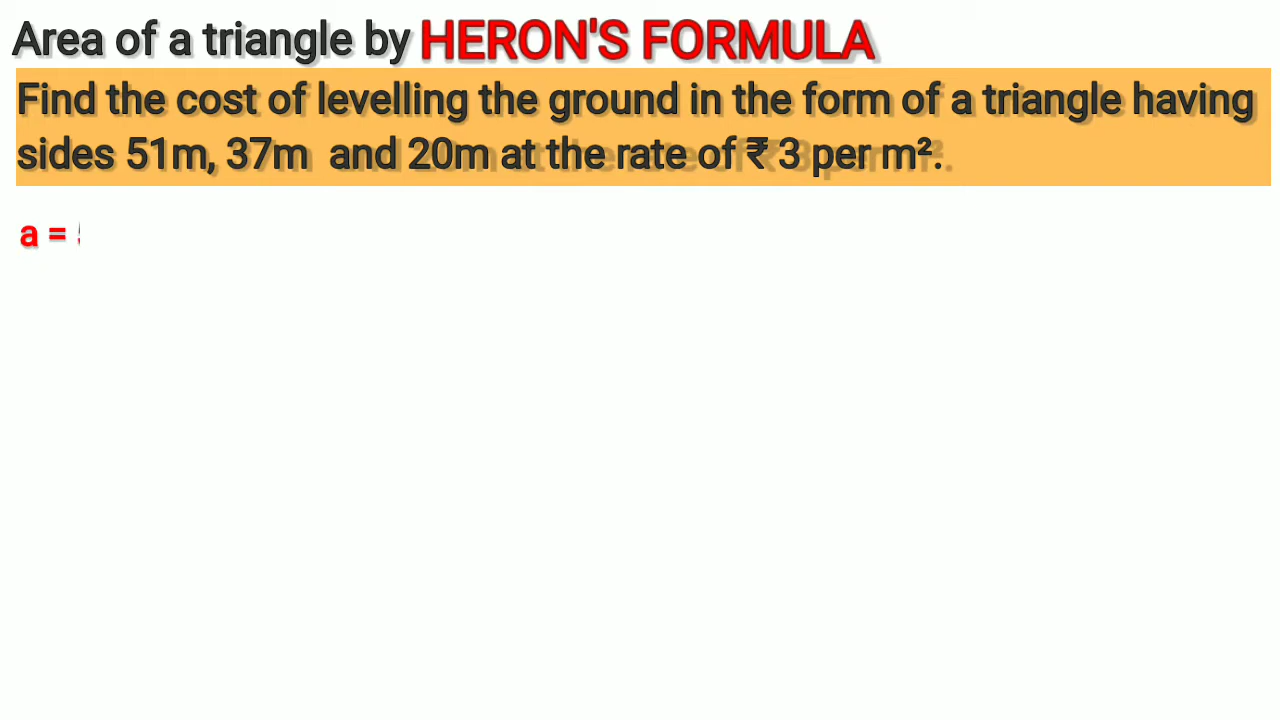 Area of a triangle by HERON'S FORMULA
Find the cost of levelling the ground in the form of a triangle having
sides 51m, 37m and 20m at the rate of ₹ 3 per m².
a =